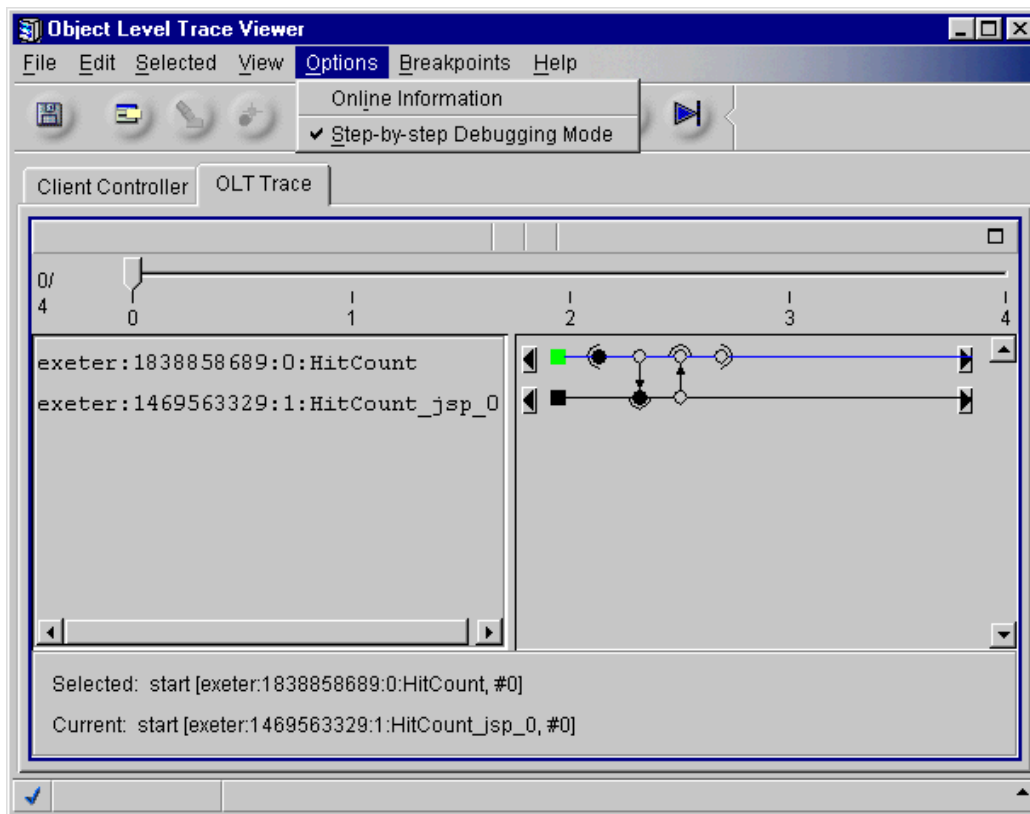 Object Level Trace Viewer
File Edit Selected View Options Breakpoints Help
Online Information
Step-by-step Debugging Mode
Client Controller OLT Trace
0/
4
0 1 2 3 4
exeter:1838858689:0:HitCount
exeter:1469563329:1:HitCount_jsp_0
Selected: start [exeter:1838858689:0:HitCount, #0]
Current: start [exeter:1469563329:1:HitCount_jsp_0, #0]